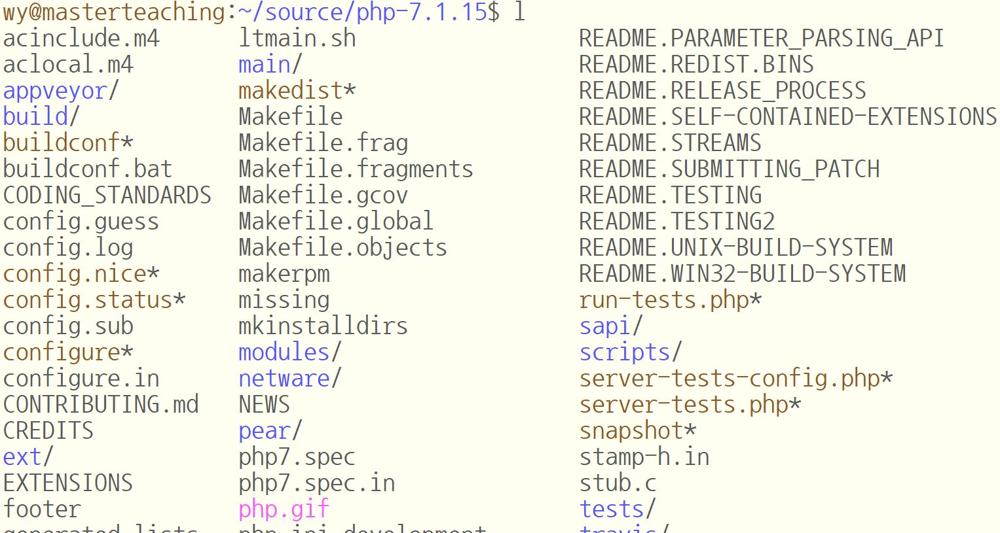 wy@masterteaching:~/source/php-7.1.15$ l
acinclude.m4 ltmain.sh README.PARAMETER_PARSING_API
aclocal.m4 main/ README.REDIST.BINS
appveyor/ makedist* README.RELEASE_PROCESS
build/ Makefile README.SELF-CONTAINED-EXTENSIONS
buildconf* Makefile.frag README.STREAMS
buildconf.bat Makefile.fragments README.SUBMITTING_PATCH
CODING_STANDARDS Makefile.gcov README.TESTING
config.guess Makefile.global README.TESTING2
config.log Makefile.objects README.UNIX-BUILD-SYSTEM
config.nice* makerpm README.WIN32-BUILD-SYSTEM
config.status* missing run-tests.php*
config.sub mkinstalldirs sapi/
configure* modules/ scripts/
configure.in netware/ server-tests-config.php*
CONTRIBUTING.md NEWS server-tests.php*
CREDITS pear/ snapshot*
ext/ php7.spec stamp-h.in
EXTENSIONS php7.spec.in stub.c
footer php.gif tests/
generated_lists php.ini-development travis/